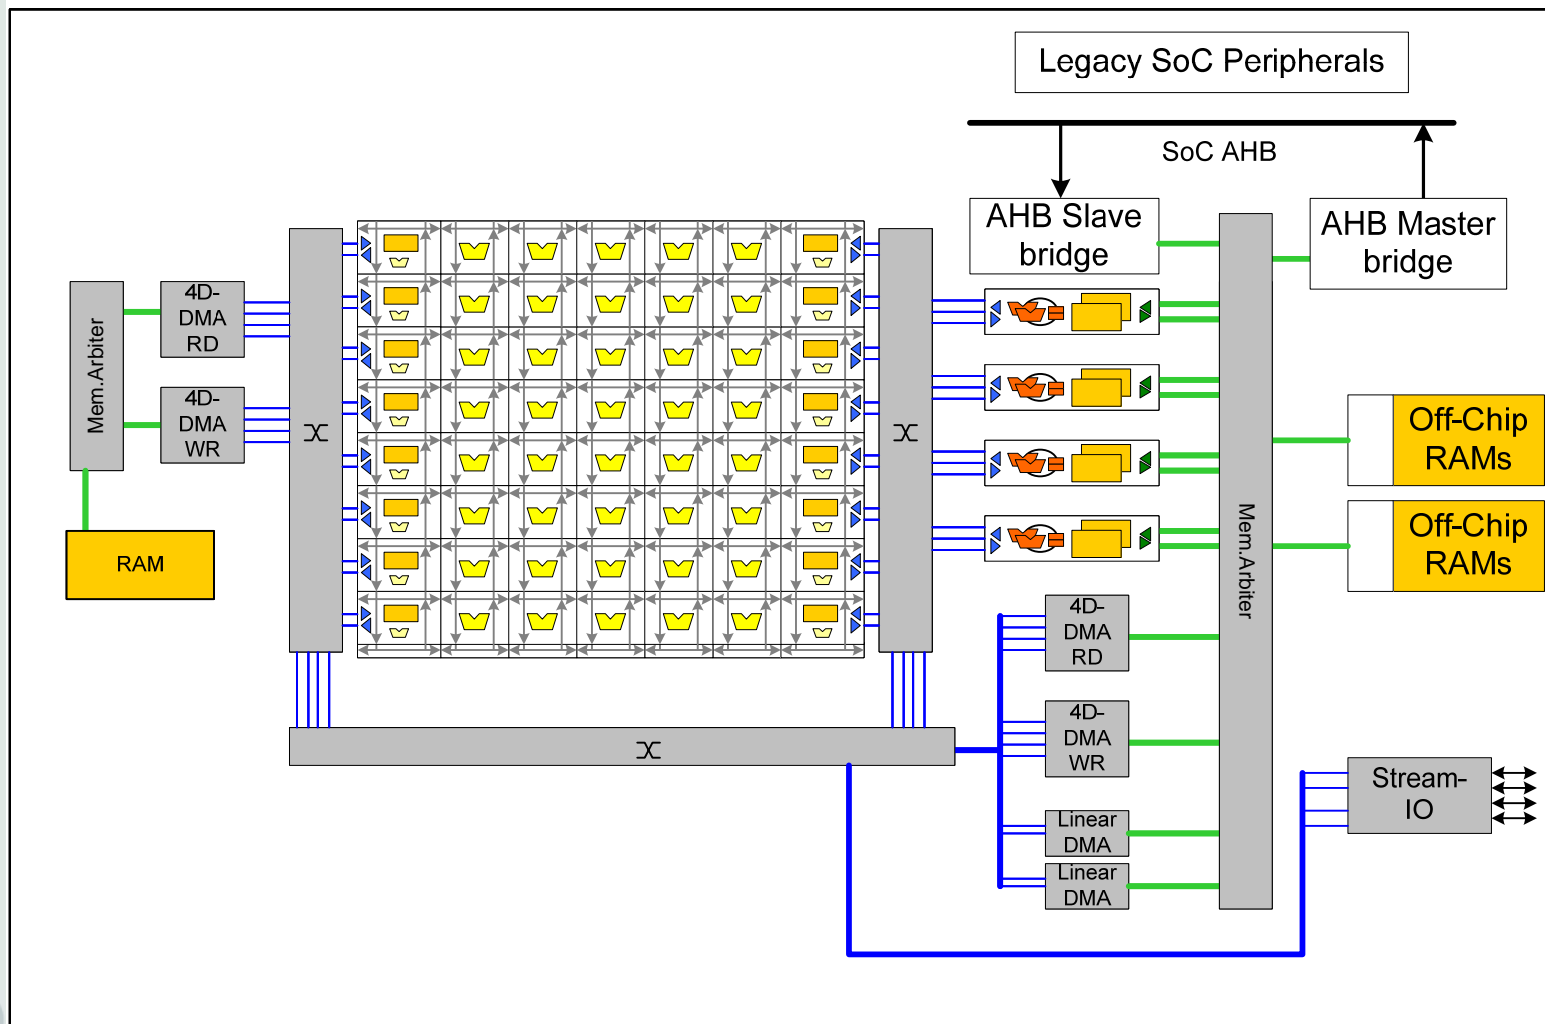 Legacy SoC Peripherals
SoC AHB
AHB Slave
bridge
AHB Master
bridge
4D-
DMA
RD
4D-
DMA
WR
Mem.Arbiter
RAM
Off-Chip
RAMs
Off-Chip
RAMs
Mem.Arbiter
4D-
DMA
RD
4D-
DMA
WR
Linear
DMA
Linear
DMA
Stream-
IO